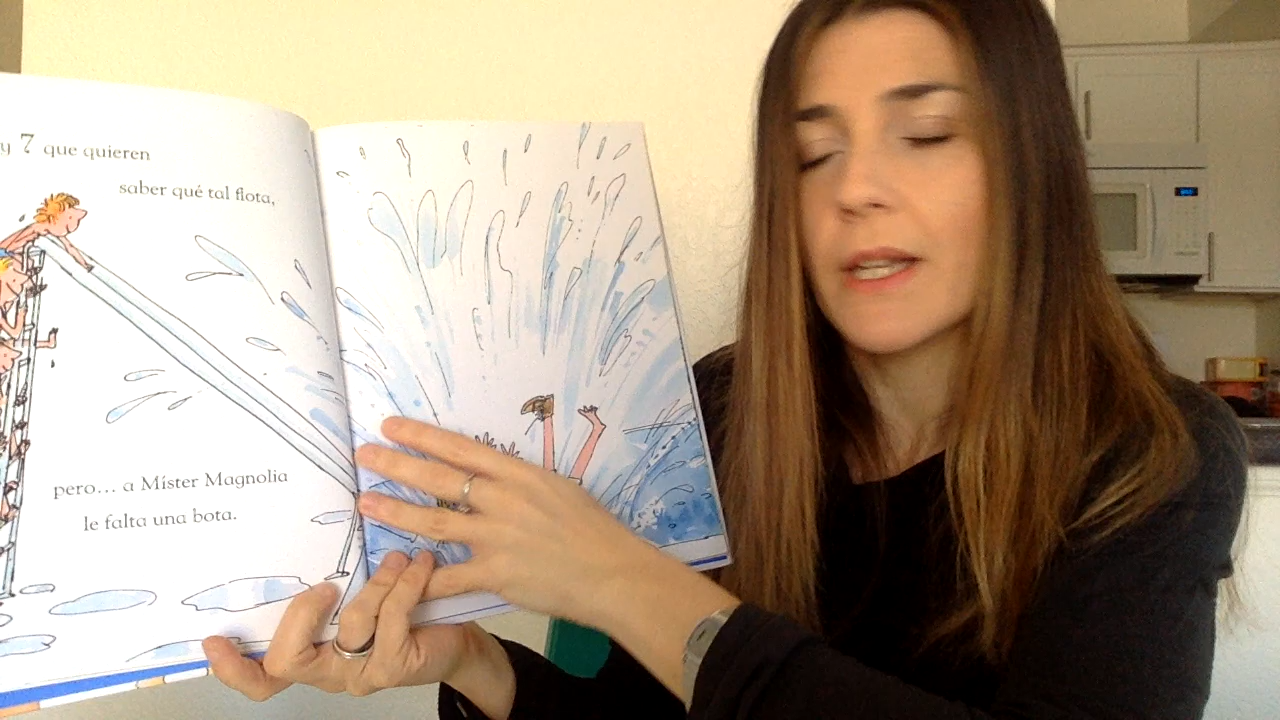 y 7 que quieren
saber qué tal flota,
pero... a Míster Magnolia
le falta una bota.